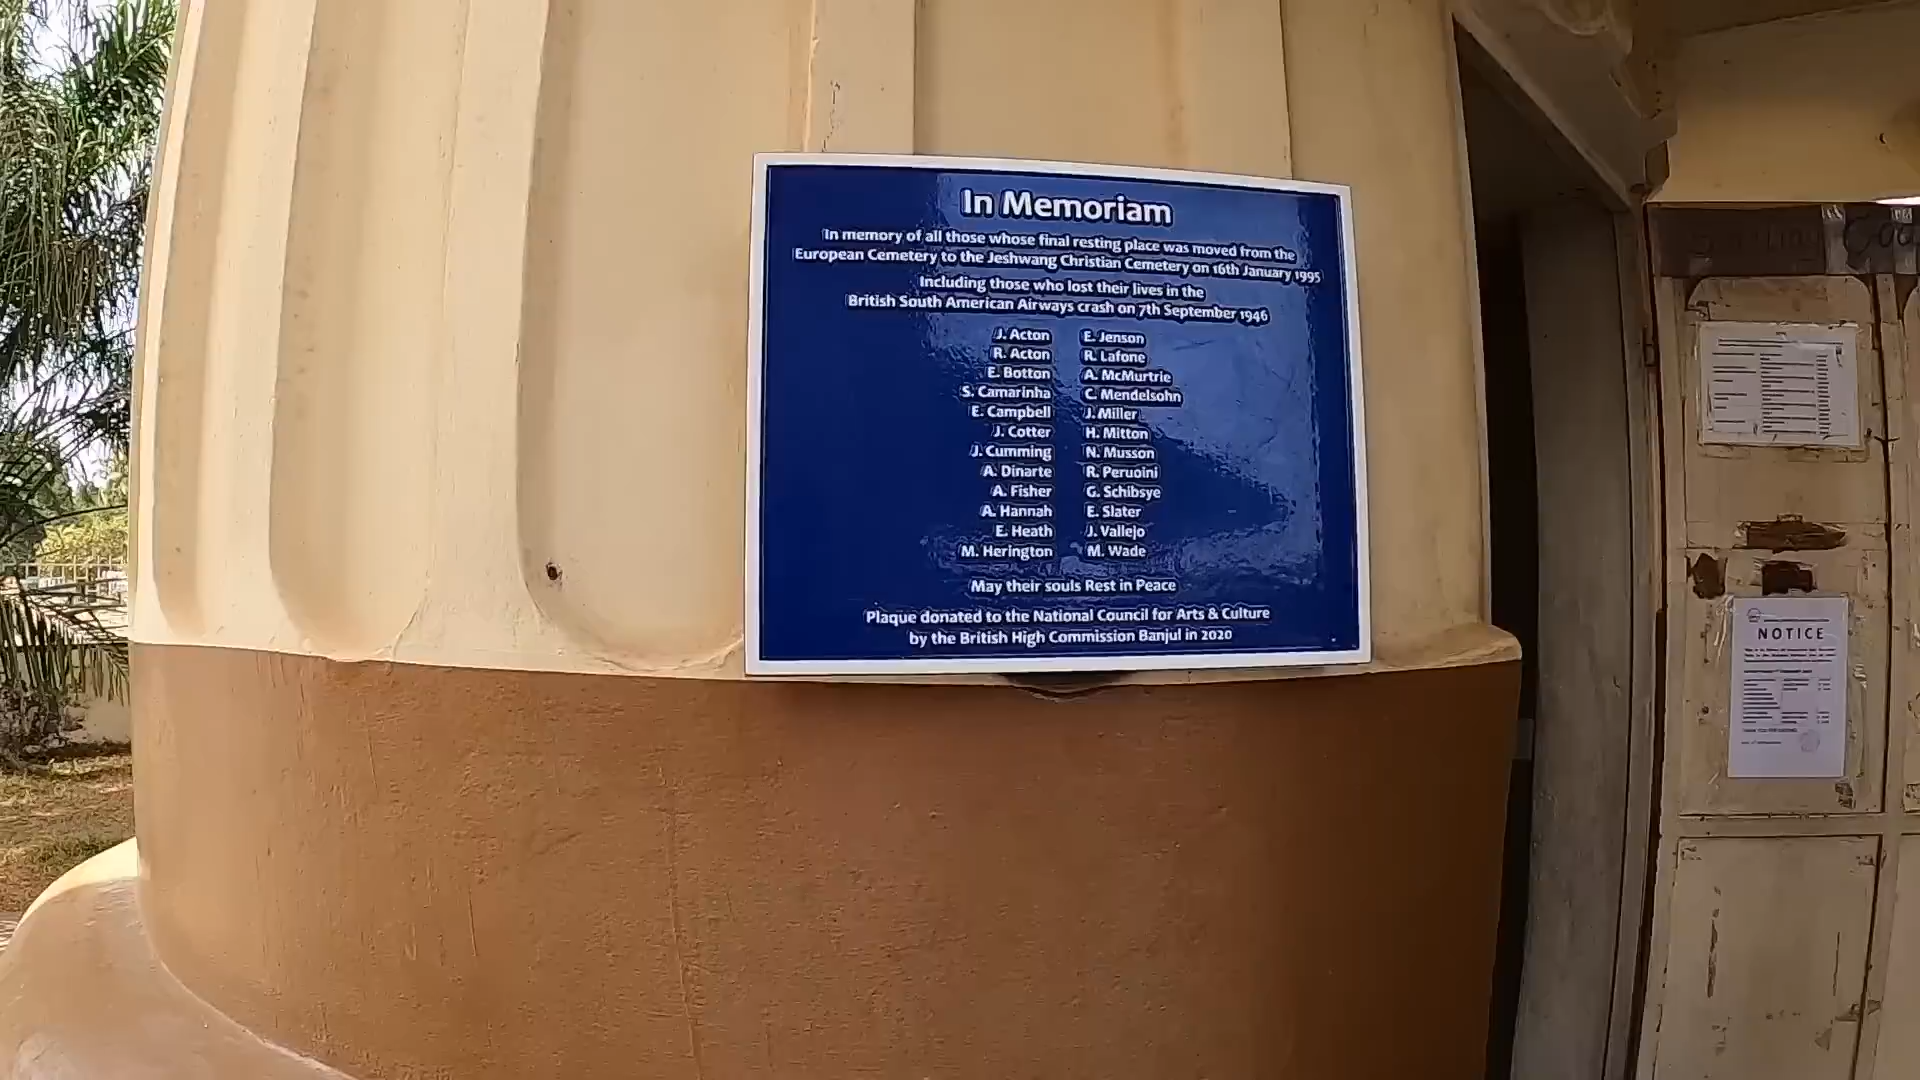 In Memoriam
In memory of all those whose final resting place was moved from the
European Cemetery to the Jeshwang Christian Cemetery on 16th January 1995
Including those who lost their lives in the
British South American Airways crash on 7th September 1946
J. Acton E. Jenson
R. Acton R. Lafone
E. Botton A. McMurtrie
S. Camarinha C. Mendelsohn
E. Campbell J. Miller
J. Cotter H. Mitton
J. Cumming N. Musson
A. Dinarte R. Peruoini
A. Fisher G. Schibsye
A. Hannah E. Slater
E. Heath J. Vallejo
M. Herington M. Wade
May their souls Rest in Peace
Plaque donated to the National Council for Arts & Culture
by the British High Commission Banjul in 2020
NOTICE